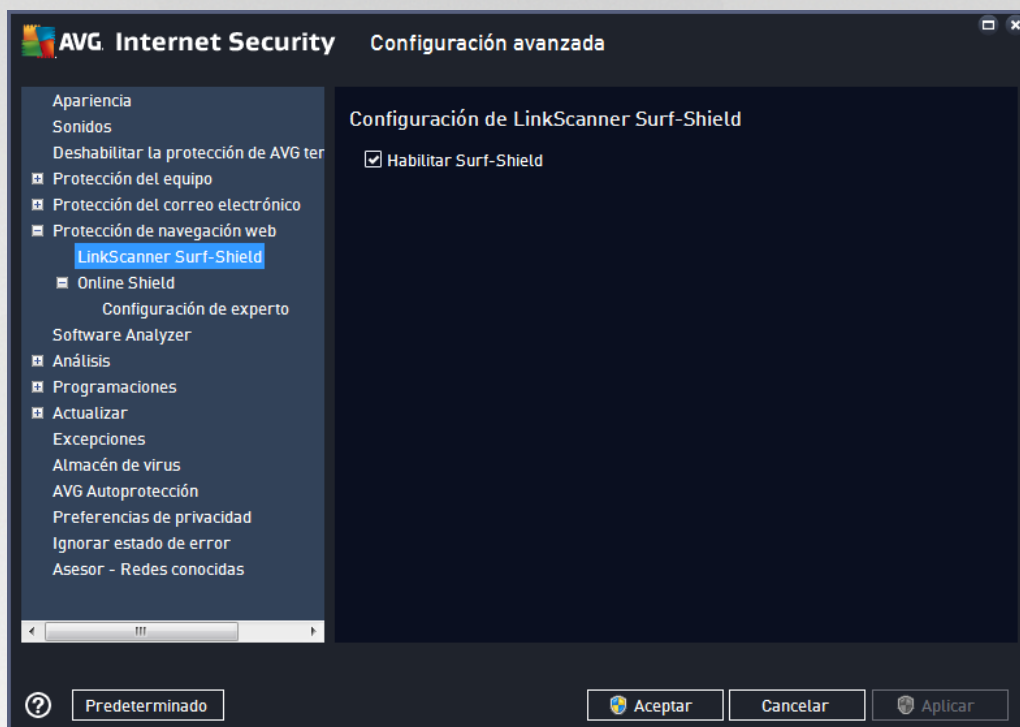 AVG. Internet Security
Configuración avanzada
Apariencia
Sonidos
Deshabilitar la protección de AVG ter
Protección del equipo
Protección del correo electrónico
Protección de navegación web
LinkScanner Surf-Shield
Online Shield
Configuración de experto
Software Analyzer
Análisis
Programaciones
Actualizar
Excepciones
Almacén de virus
AVG Autoprotección
Preferencias de privacidad
Ignorar estado de error
Asesor - Redes conocidas
Configuración de LinkScanner Surf-Shield
Habilitar Surf-Shield
Predeterminado
Aceptar
Cancelar
Aplicar